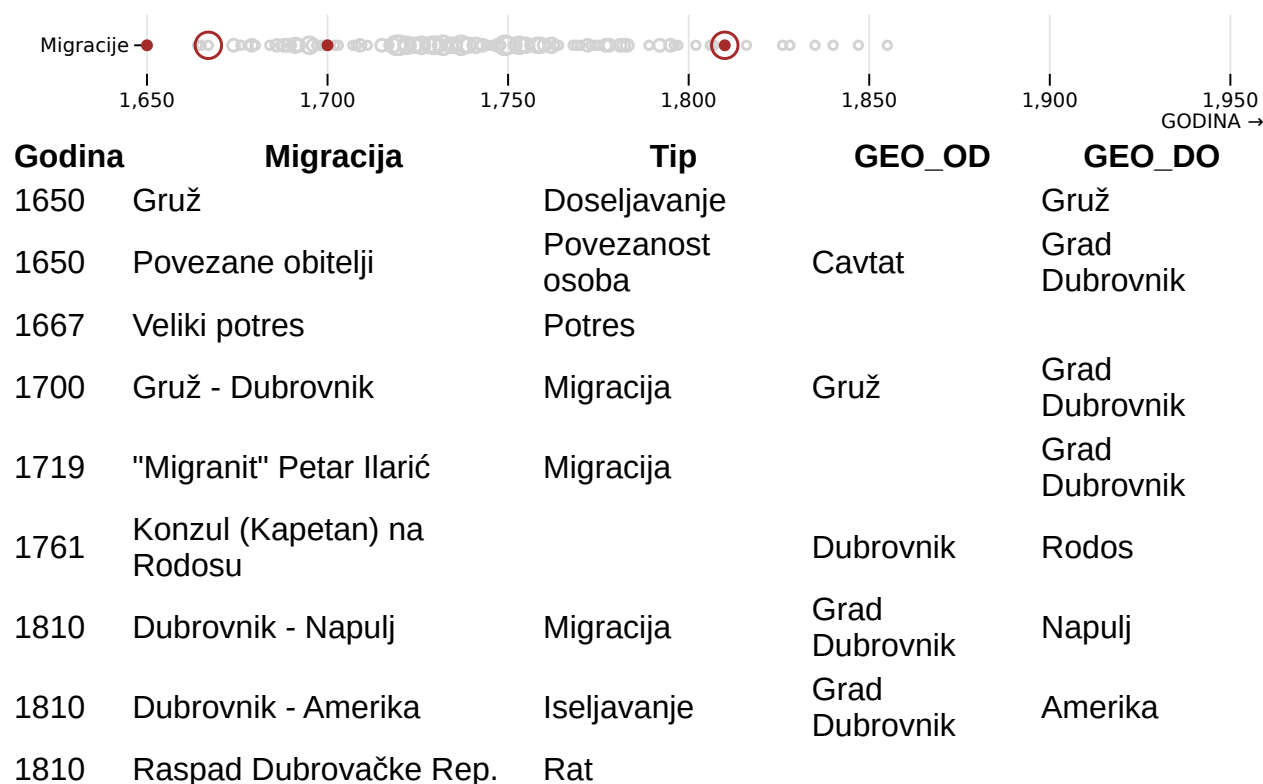 Migracije
1,650 1,700 1,750 1,800 1,850 1,900 1,950
GODINA →
Godina Migracija Tip GEO_OD GEO_DO
1650 Gruž Doseljavanje Gruž
1650 Povezane obitelji Povezanost osoba Cavtat Grad Dubrovnik
1667 Veliki potres Potres
1700 Gruž - Dubrovnik Migracija Gruž Grad Dubrovnik
1719 "Migranit" Petar Ilarić Migracija Grad Dubrovnik
1761 Konzul (Kapetan) na Rodosu Dubrovnik Rodos
1810 Dubrovnik - Napulj Migracija Grad Dubrovnik Napulj
1810 Dubrovnik - Amerika Iseljavanje Grad Dubrovnik Amerika
1810 Raspad Dubrovačke Rep. Rat